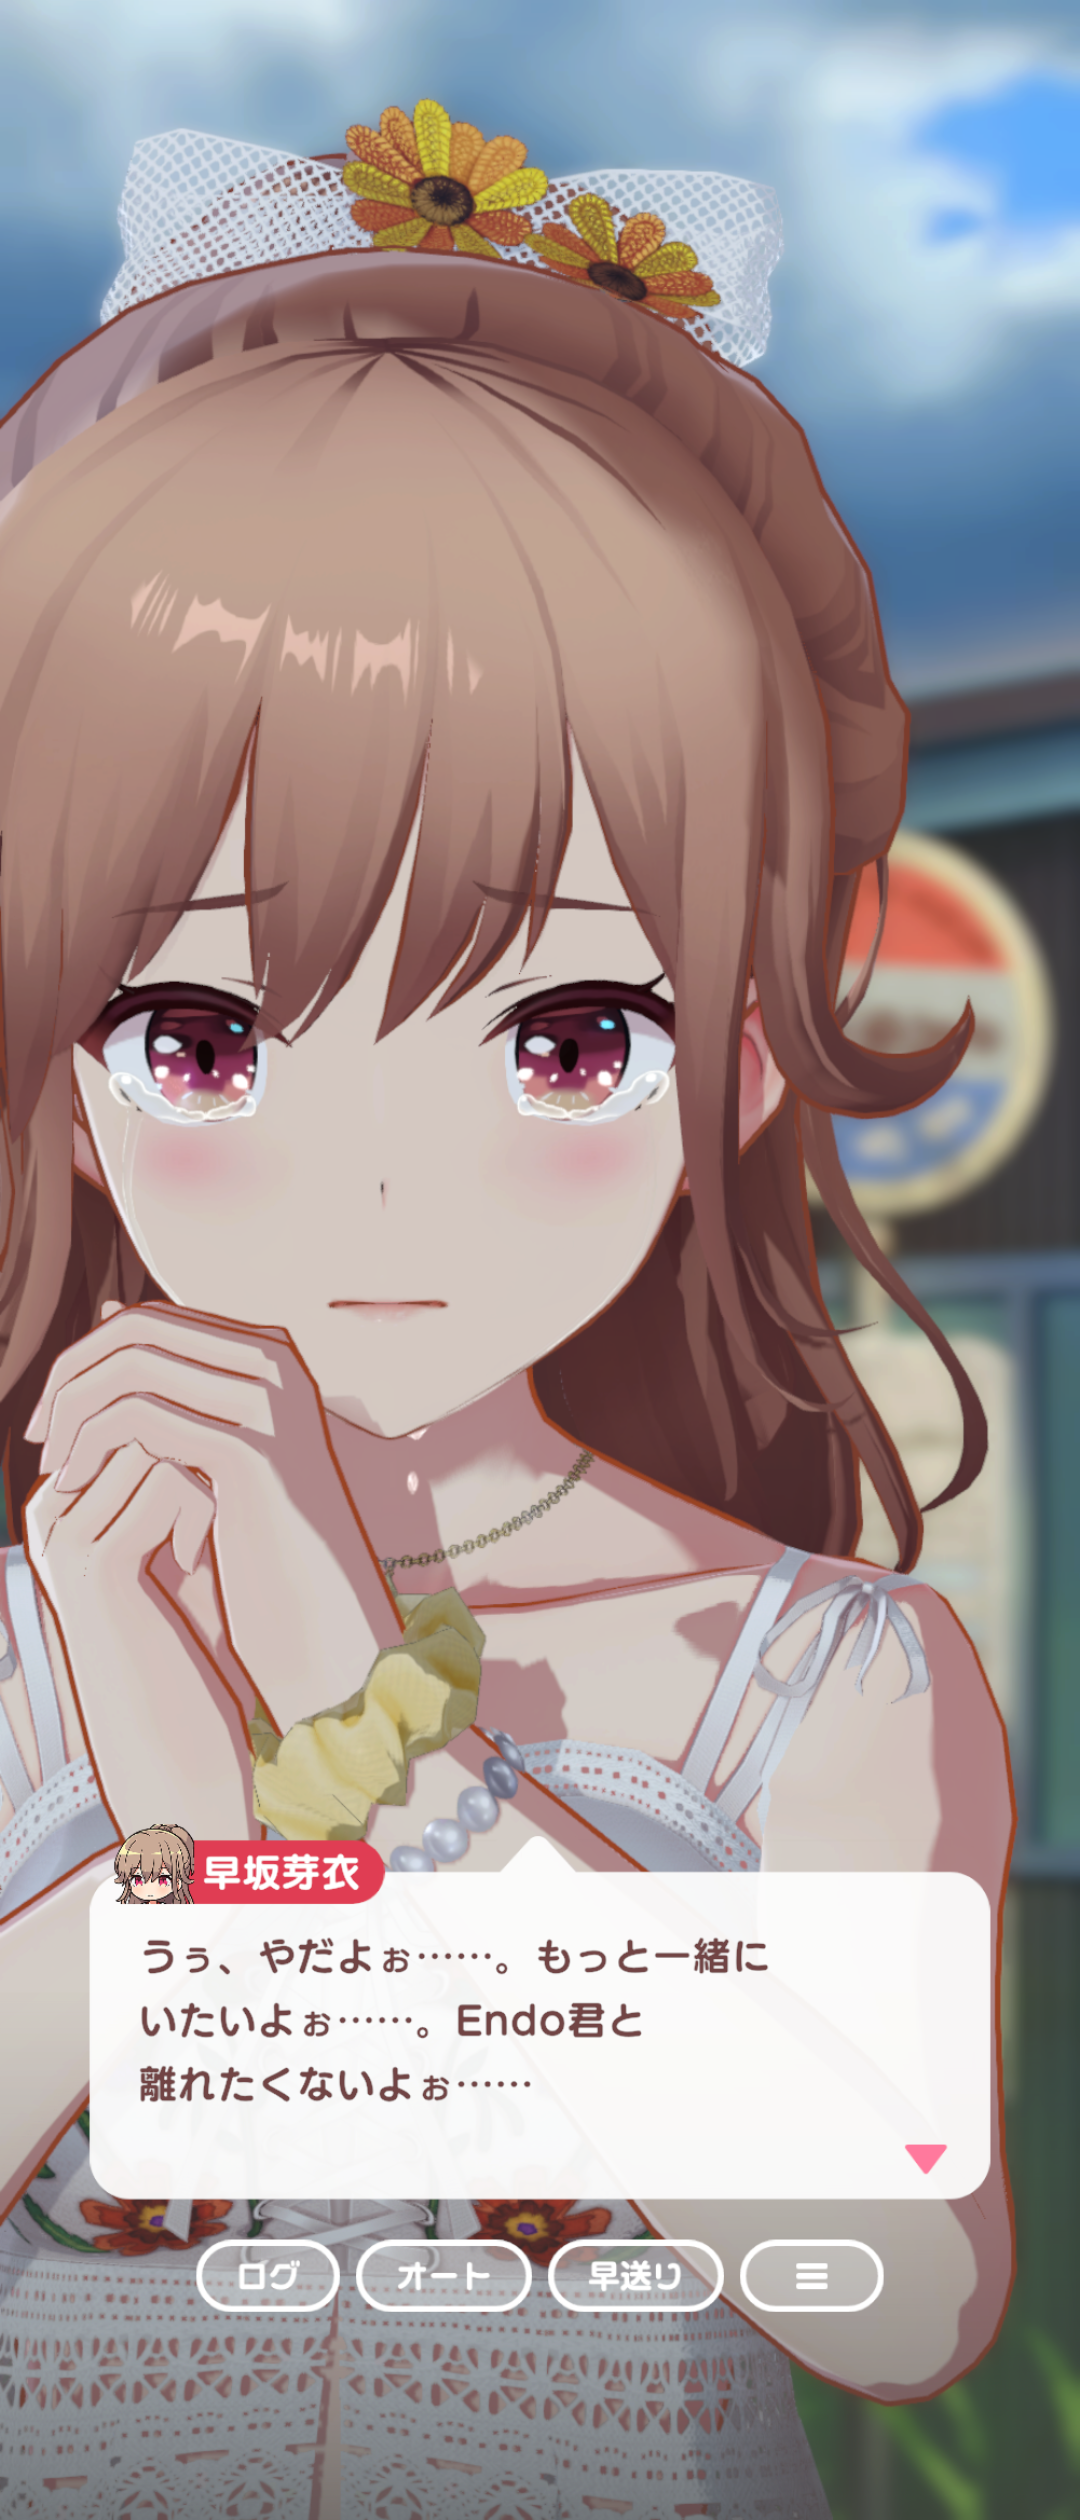 早坂芽衣
うぅ、やだよぉ……。もっと一緒に
いたいよぉ……。Endo君と
離れたくないよぉ……
ログ
オート
早送り